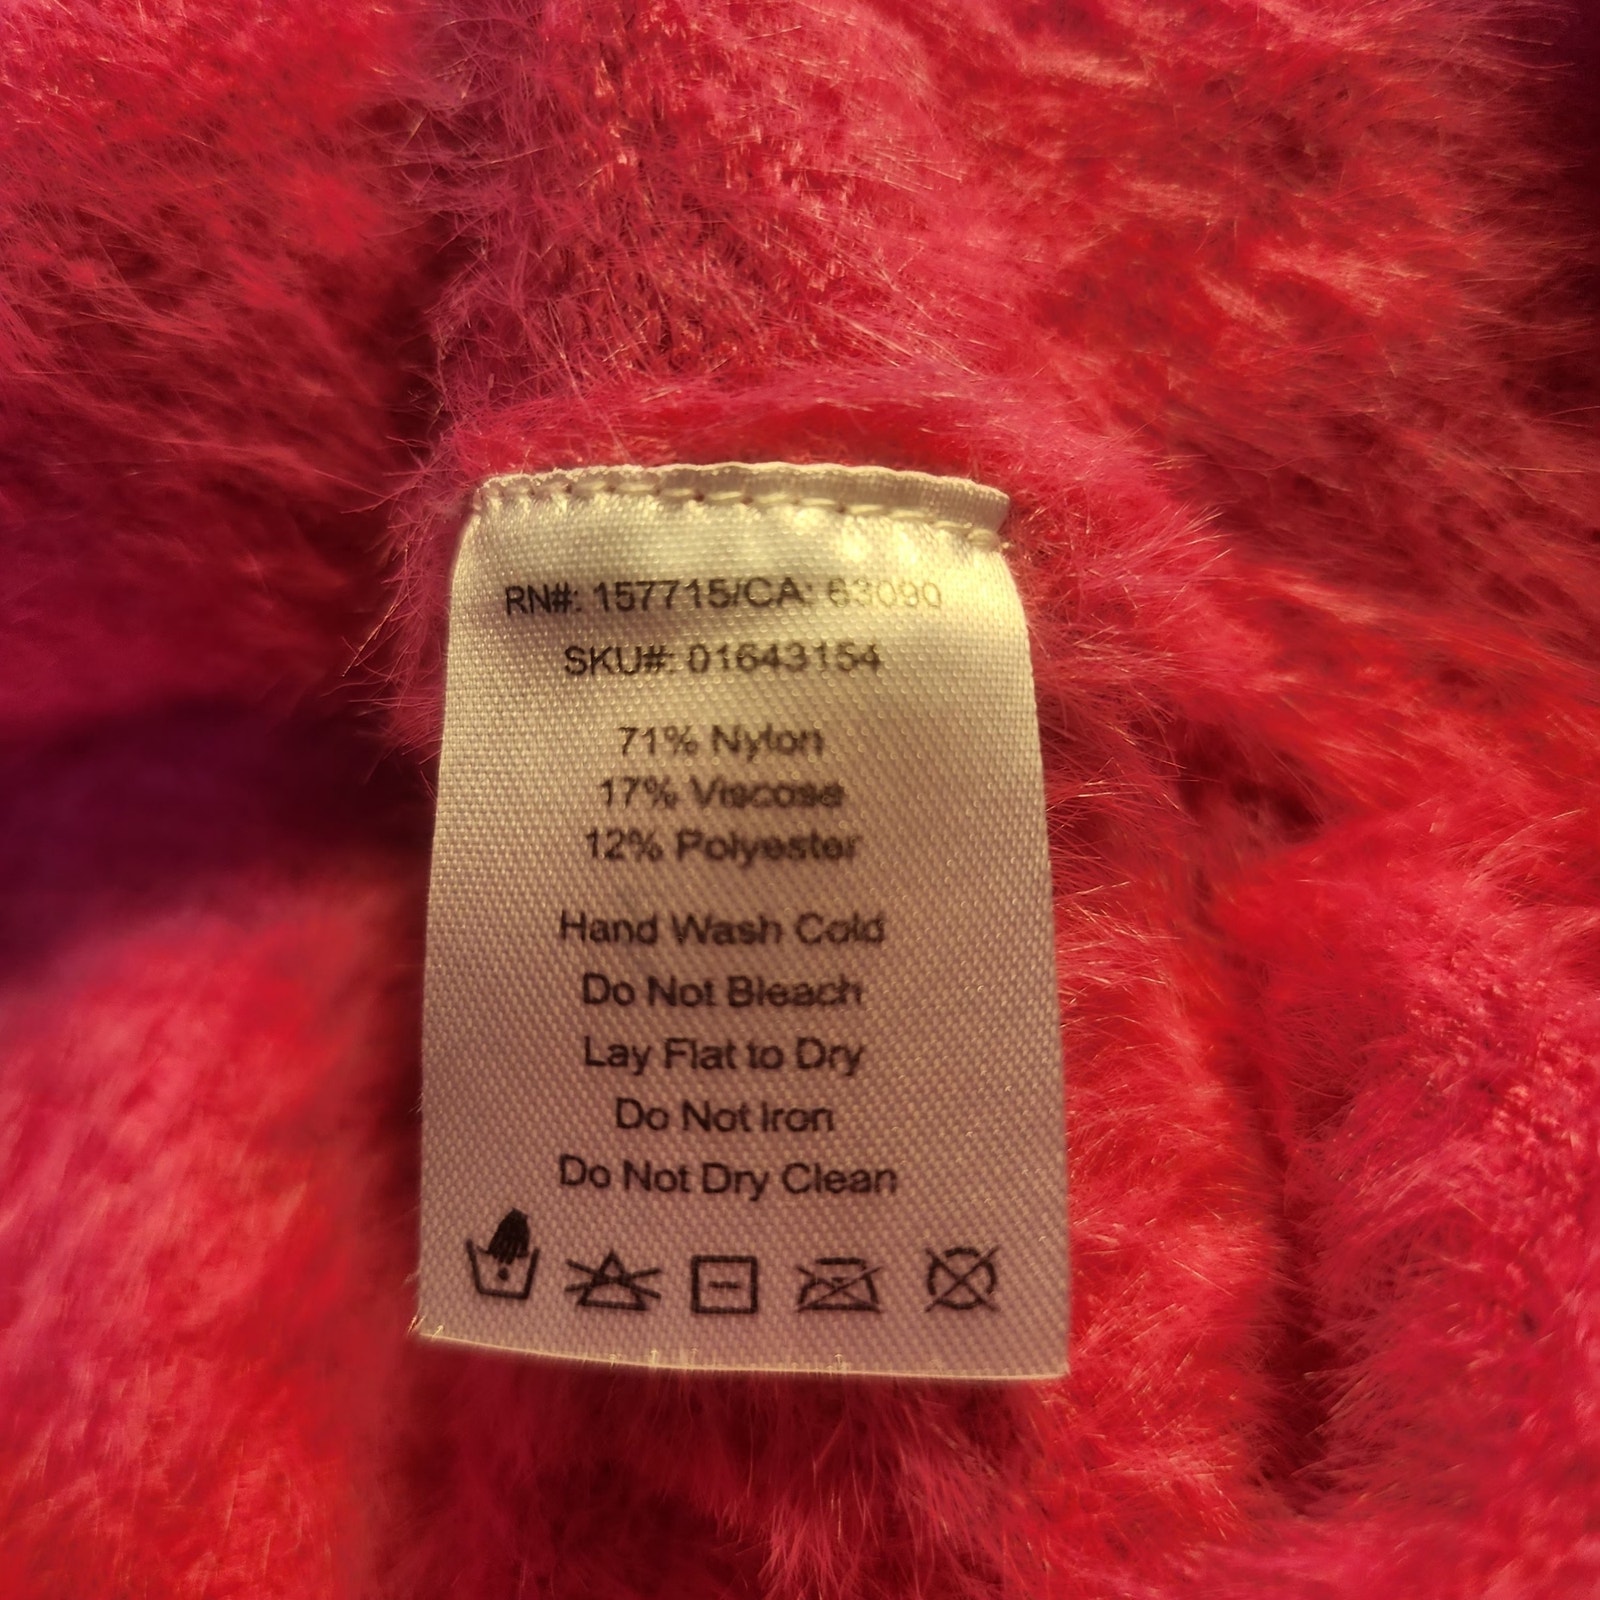 RN#: 157715/CA: 63090
SKU#: 01643154
71% Nylon
17% Viscose
12% Polyester
Hand Wash Cold
Do Not Bleach
Lay Flat to Dry
Do Not Iron
Do Not Dry Clean